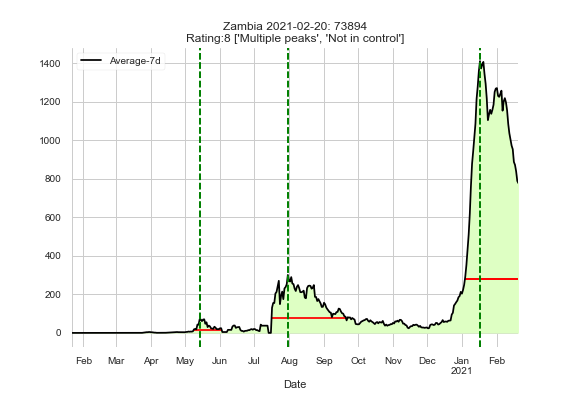 Zambia 2021-02-20: 73894
Rating:8 ['Multiple peaks', 'Not in control']
Average-7d
1400
1200
1000
800
600
400
200
0
Feb Mar Apr May Jun Jul Aug Sep Oct Nov Dec Jan Feb
2021
Date